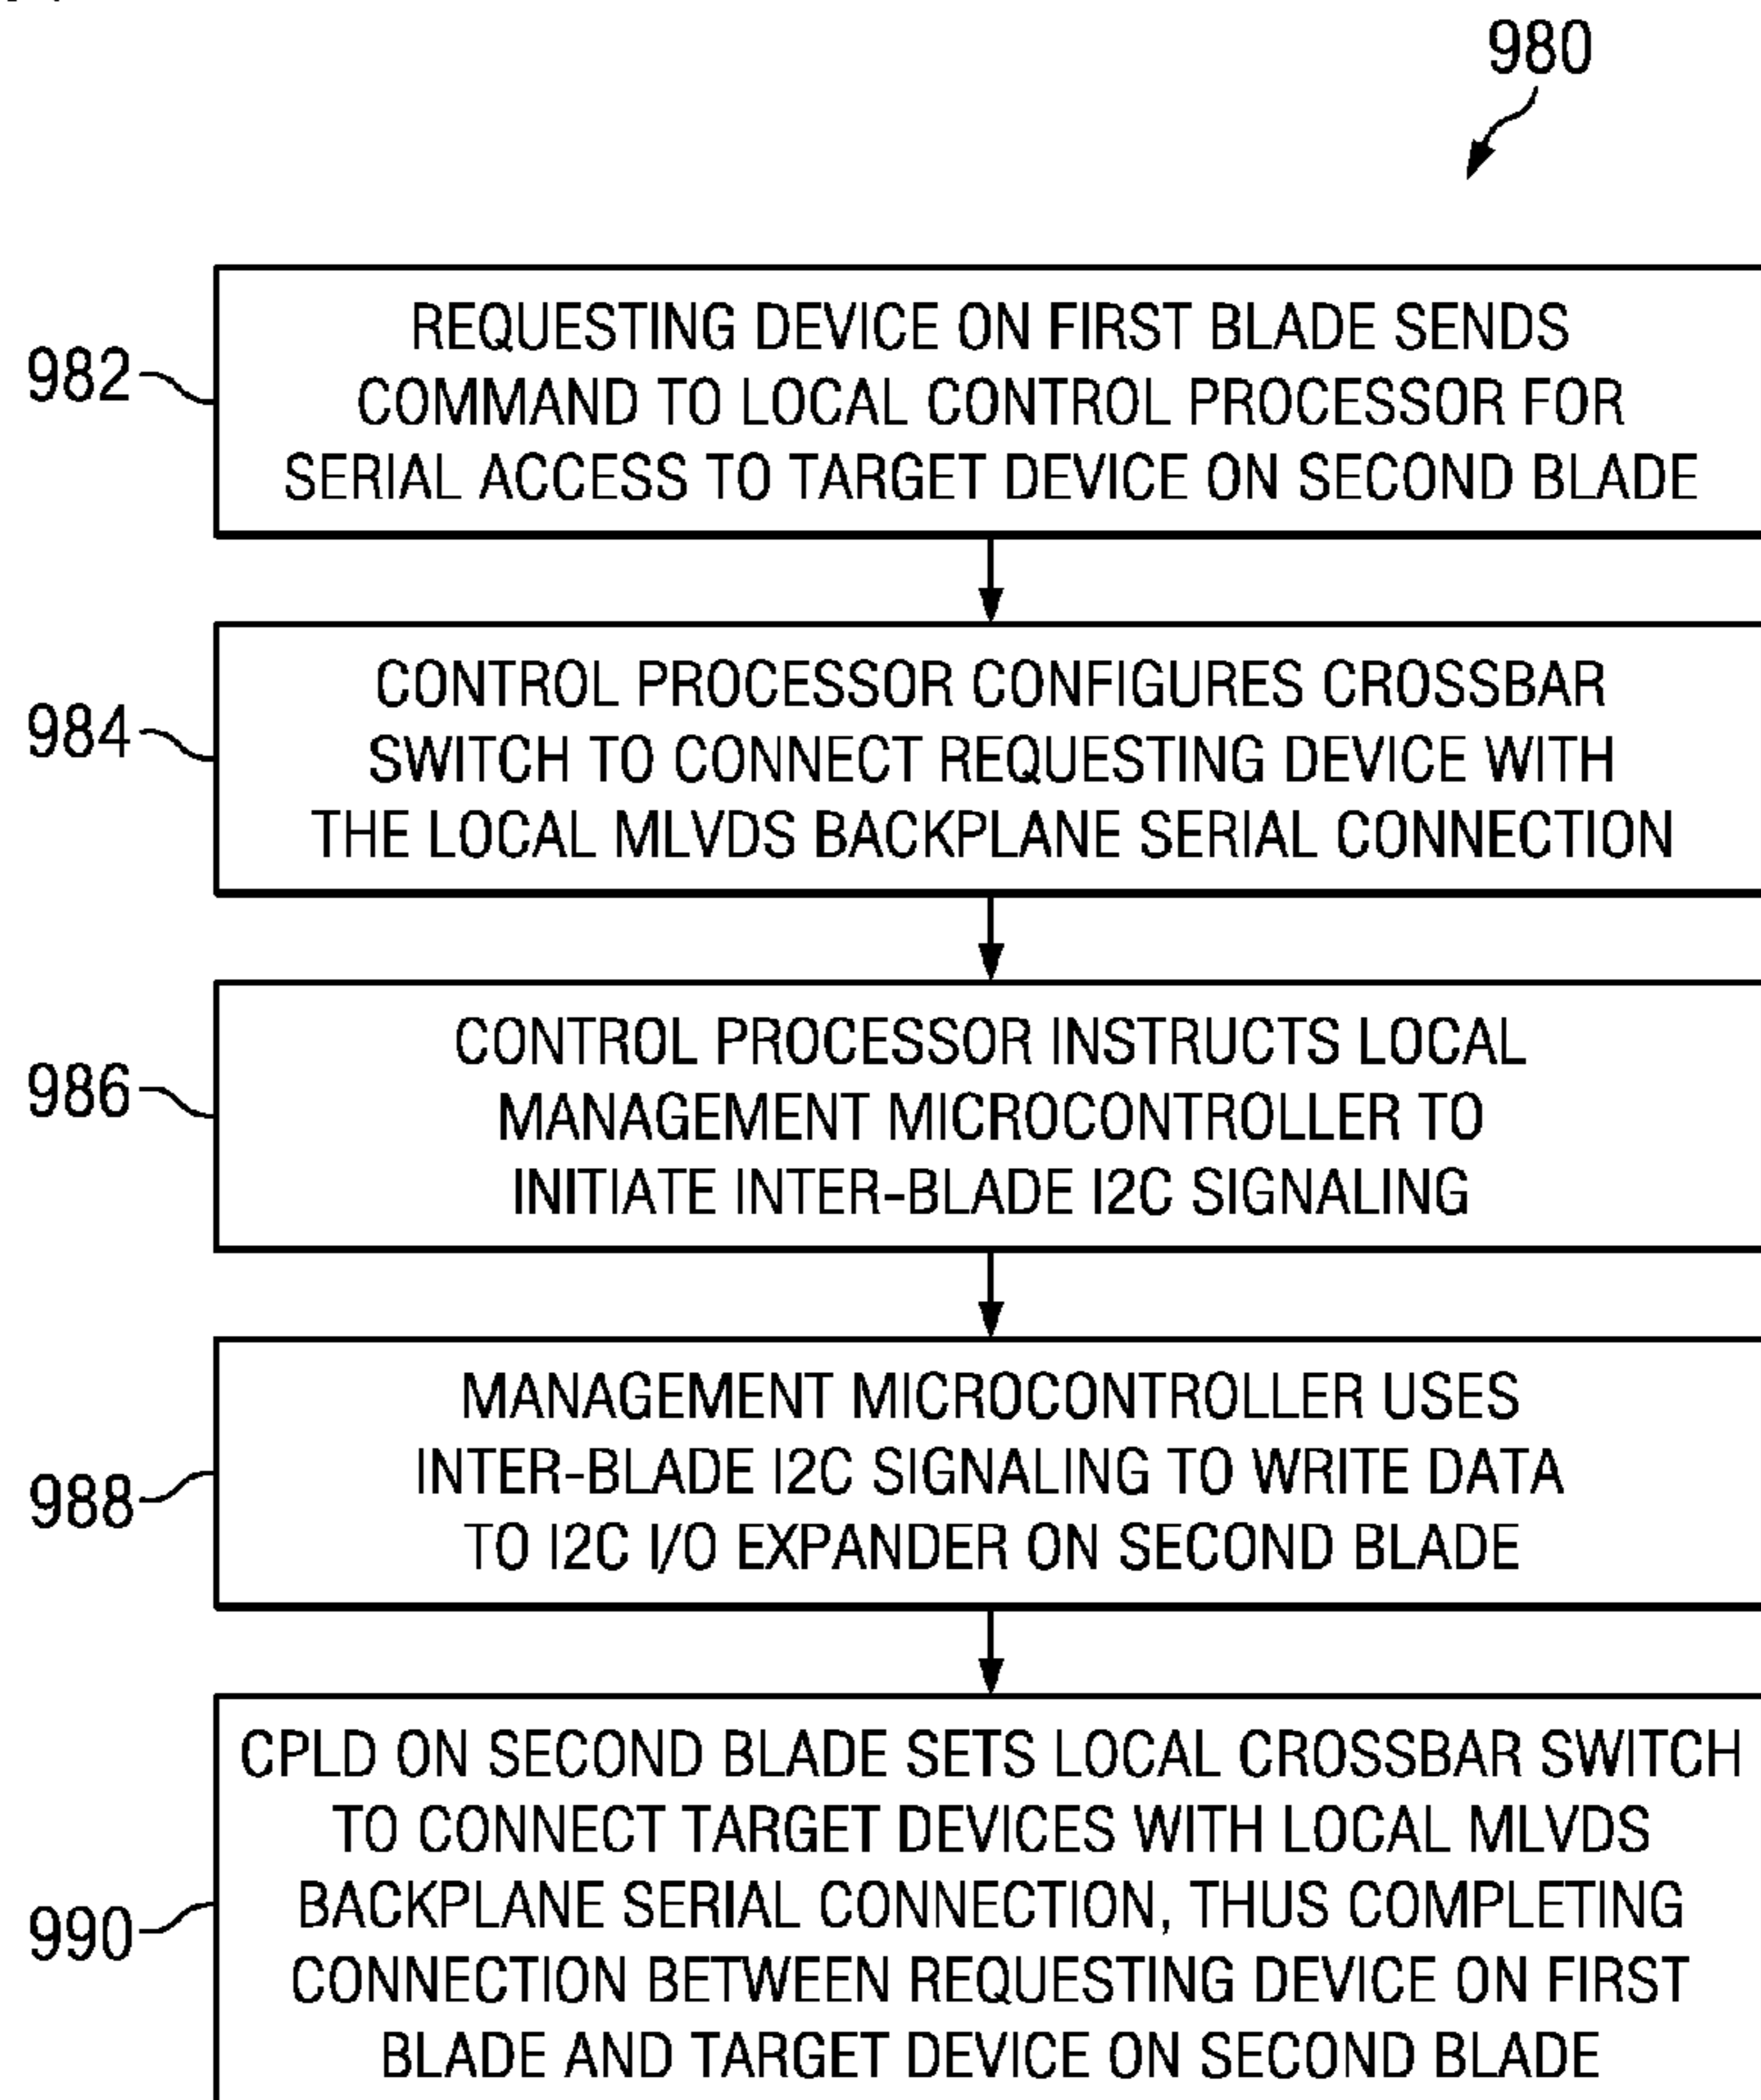 980
982
REQUESTING DEVICE ON FIRST BLADE SENDS
COMMAND TO LOCAL CONTROL PROCESSOR FOR
SERIAL ACCESS TO TARGET DEVICE ON SECOND BLADE
984
CONTROL PROCESSOR CONFIGURES CROSSBAR
SWITCH TO CONNECT REQUESTING DEVICE WITH
THE LOCAL MLVDS BACKPLANE SERIAL CONNECTION
986
CONTROL PROCESSOR INSTRUCTS LOCAL
MANAGEMENT MICROCONTROLLER TO
INITIATE INTER-BLADE I2C SIGNALING
988
MANAGEMENT MICROCONTROLLER USES
INTER-BLADE I2C SIGNALING TO WRITE DATA
TO I2C I/O EXPANDER ON SECOND BLADE
990
CPLD ON SECOND BLADE SETS LOCAL CROSSBAR SWITCH
TO CONNECT TARGET DEVICES WITH LOCAL MLVDS
BACKPLANE SERIAL CONNECTION, THUS COMPLETING
CONNECTION BETWEEN REQUESTING DEVICE ON FIRST
BLADE AND TARGET DEVICE ON SECOND BLADE